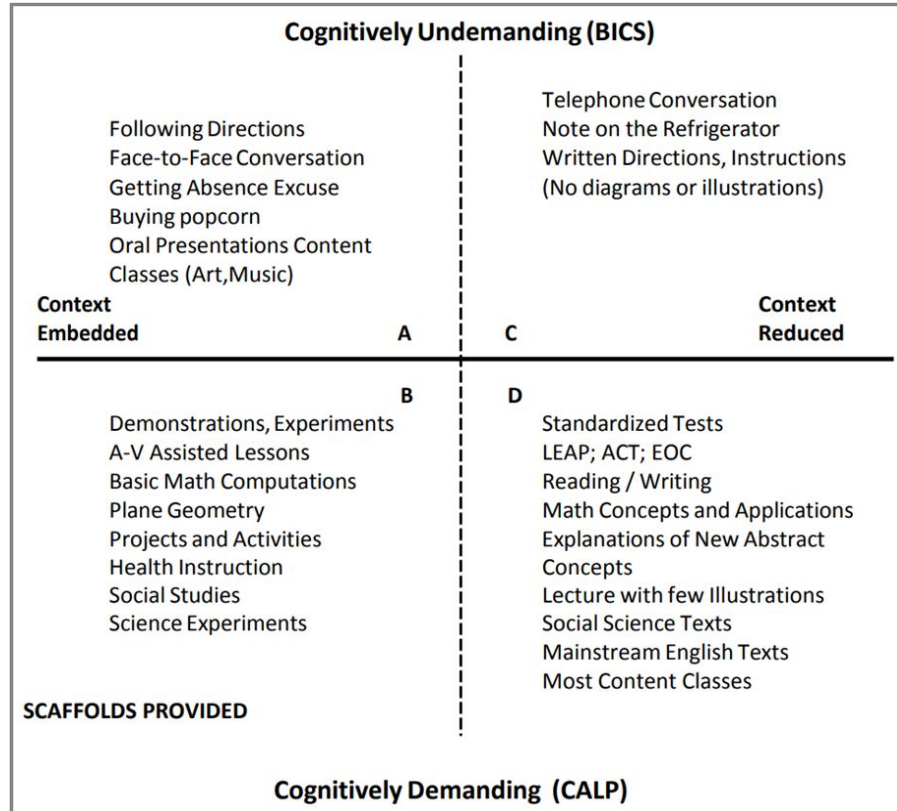 Cognitively Undemanding (BICS)
Following Directions
Face-to-Face Conversation
Getting Absence Excuse
Buying popcorn
Oral Presentations Content
Classes (Art,Music)
Telephone Conversation
Note on the Refrigerator
Written Directions, Instructions
(No diagrams or illustrations)
Context
Embedded
A
C
Context
Reduced
B
Demonstrations, Experiments
A-V Assisted Lessons
Basic Math Computations
Plane Geometry
Projects and Activities
Health Instruction
Social Studies
Science Experiments
D
Standardized Tests
LEAP; ACT; EOC
Reading / Writing
Math Concepts and Applications
Explanations of New Abstract
Concepts
Lecture with few Illustrations
Social Science Texts
Mainstream English Texts
Most Content Classes
SCAFFOLDS PROVIDED
Cognitively Demanding (CALP)